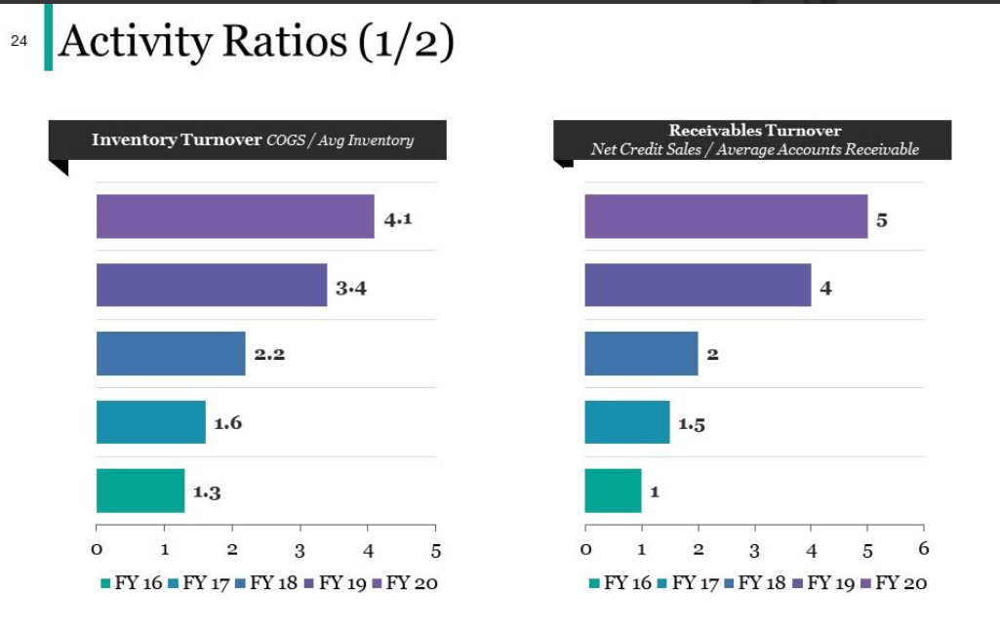 24
Activity Ratios (1/2)
Inventory Turnover COGS / Avg Inventory
4.1
3.4
2.2
1.6
1.3
0 1 2 3 4 5
FY 16 FY 17 FY 18 FY 19 FY 20
Receivables Turnover
Net Credit Sales / Average Accounts Receivable
5
4
2
1.5
1
0 1 2 3 4 5 6
FY 16 FY 17 FY 18 FY 19 FY 20